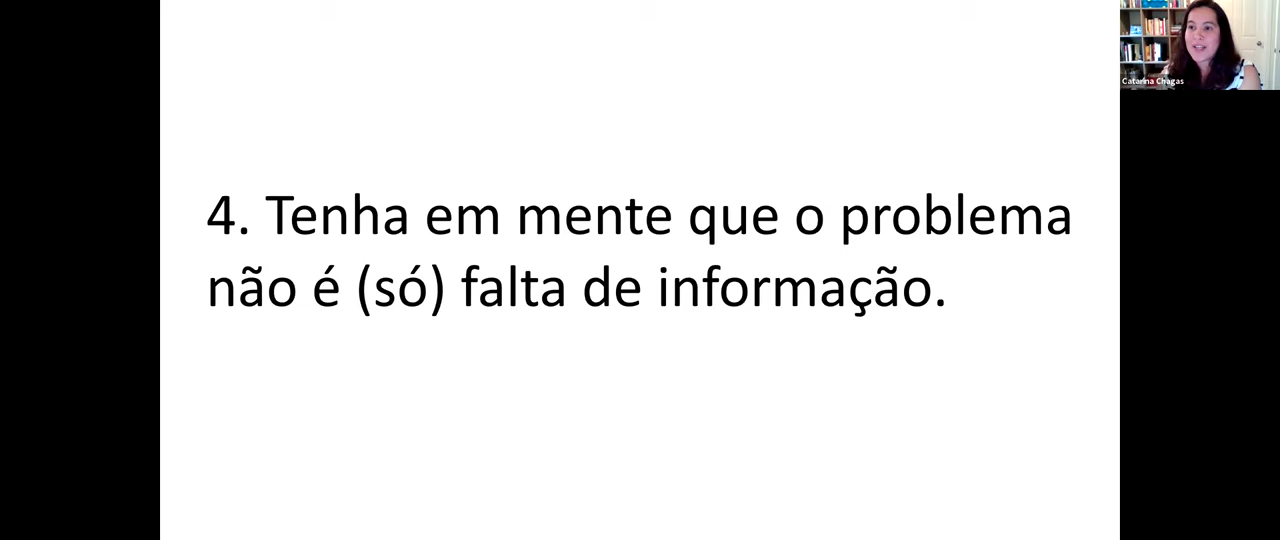 Catarina Chagas
4. Tenha em mente que o problema
não é (só) falta de informação.